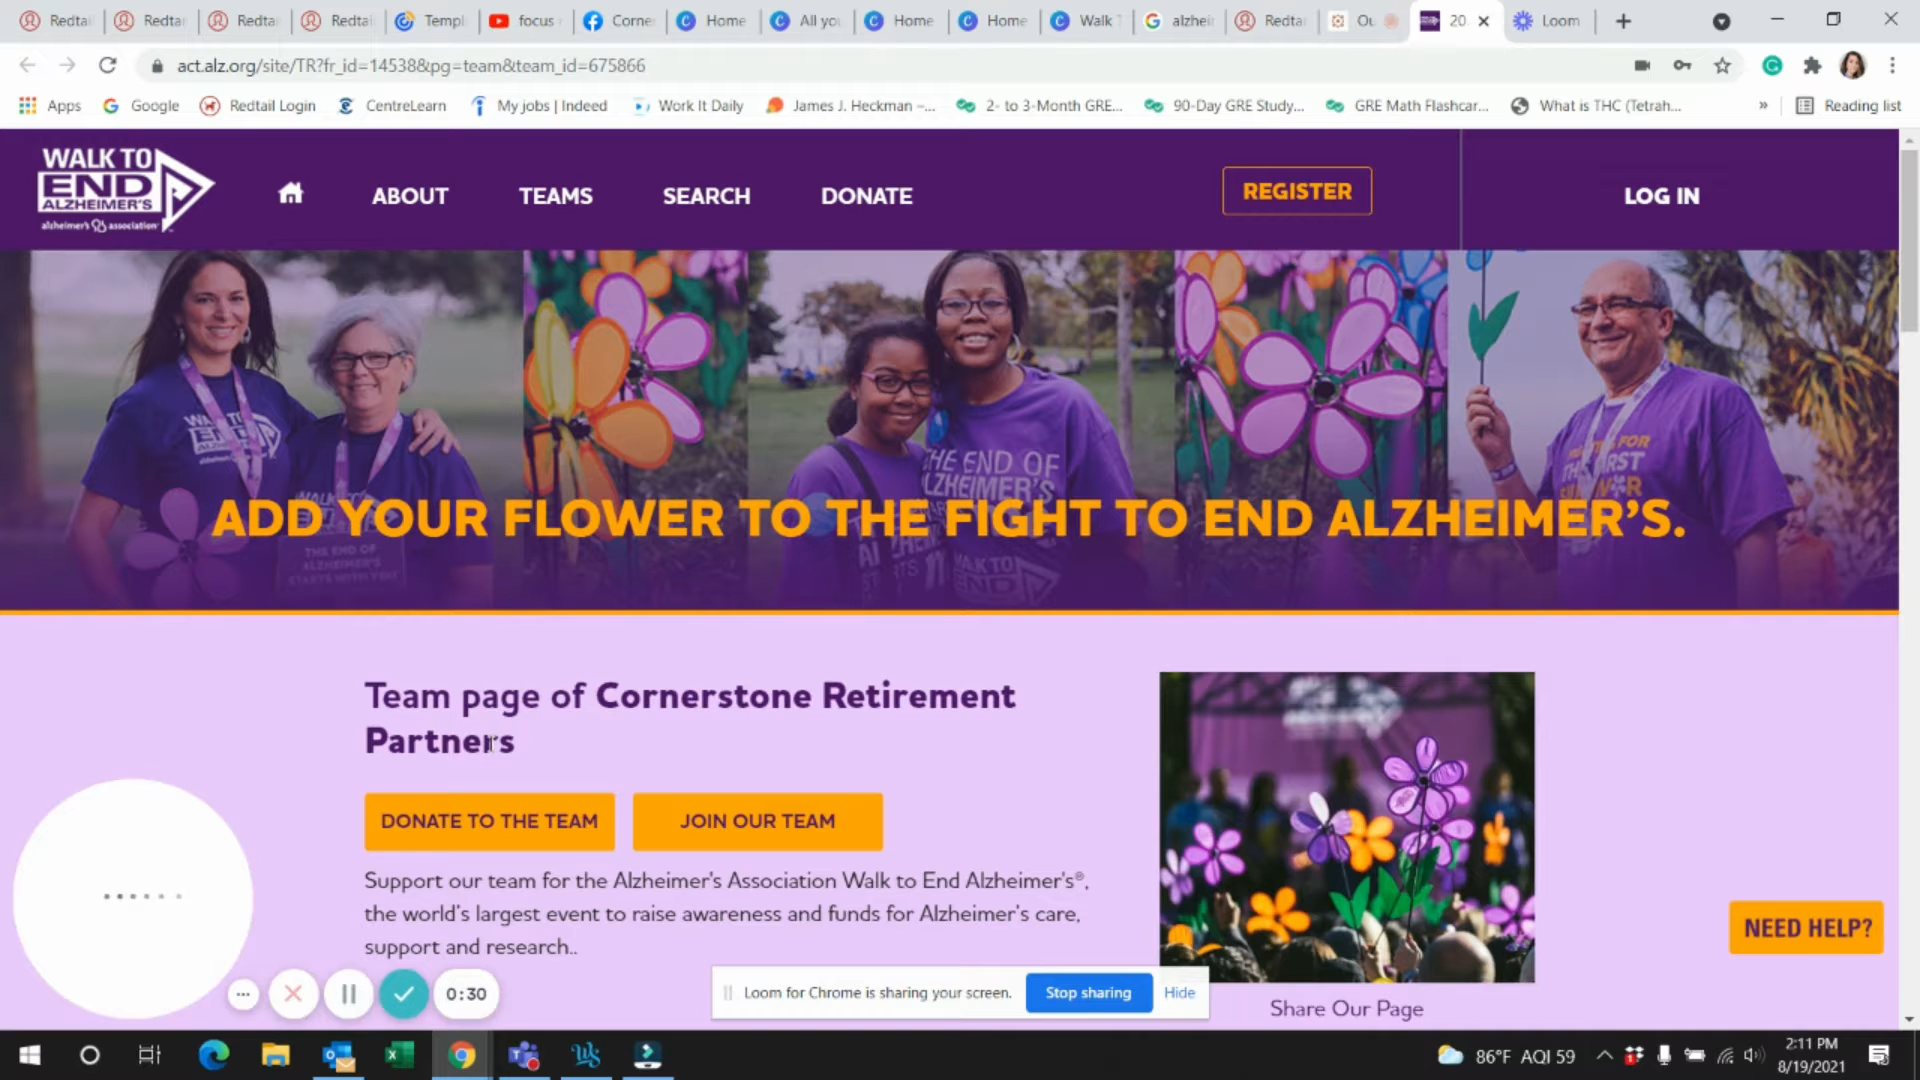 Redtai
Redtai
Redtai
Redtai
Templ
focus
Corne
Home
All yo
Home
Home
Walk T
alzhei
Redtai
Ou
20
Loom
act.alz.org/site/TR?fr_id=14538&pg=team&team_id=675866
Apps
Google
Redtail Login
CentreLearn
My jobs | Indeed
Work It Daily
James J. Heckman –...
2- to 3-Month GRE...
90-Day GRE Study...
GRE Math Flashcar...
What is THC (Tetrah...
»
Reading list
WALK TO
END
ALZHEIMER'S
alzheimer's association
ABOUT
TEAMS
SEARCH
DONATE
REGISTER
LOG IN
ADD YOUR FLOWER TO THE FIGHT TO END ALZHEIMER'S.
Team page of Cornerstone Retirement
Partners
DONATE TO THE TEAM
JOIN OUR TEAM
Support our team for the Alzheimer's Association Walk to End Alzheimer's®,
the world's largest event to raise awareness and funds for Alzheimer's care,
support and research..
NEED HELP?
0:30
Loom for Chrome is sharing your screen.
Stop sharing
Hide
Share Our Page
86°F AQI 59
2:11 PM
8/19/2021